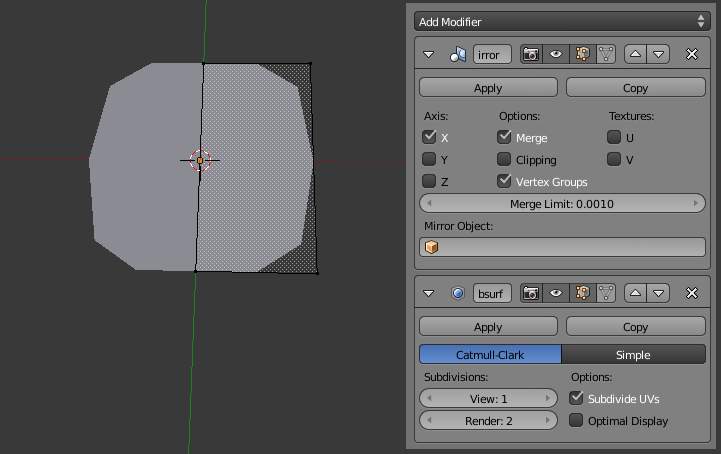 Add Modifier
irror
Apply Copy
Axis: Options: Textures:
X Merge U
Y Clipping V
Z Vertex Groups
Merge Limit: 0.0010
Mirror Object:
bsurf
Apply Copy
Catmull-Clark Simple
Subdivisions: Options:
View: 1 Subdivide UVs
Render: 2 Optimal Display